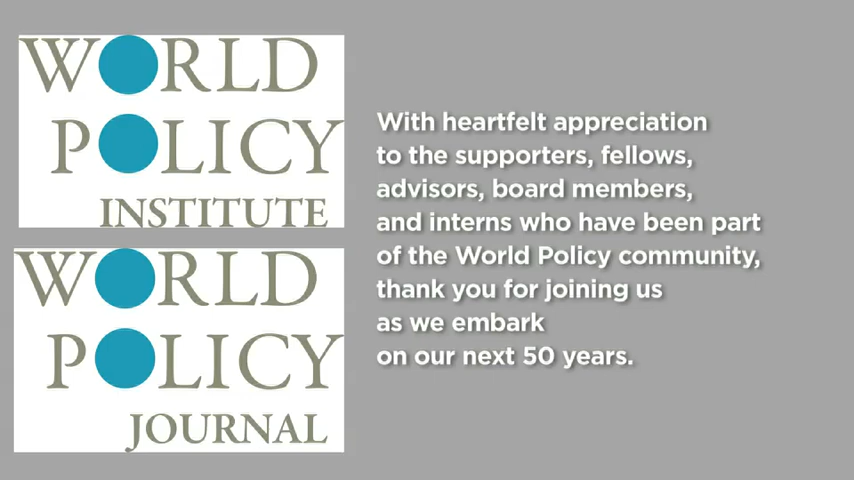 WORLD
POLICY
INSTITUTE
WORLD
POLICY
JOURNAL
With heartfelt appreciation
to the supporters, fellows,
advisors, board members,
and interns who have been part
of the World Policy community,
thank you for joining us
as we embark
on our next 50 years.